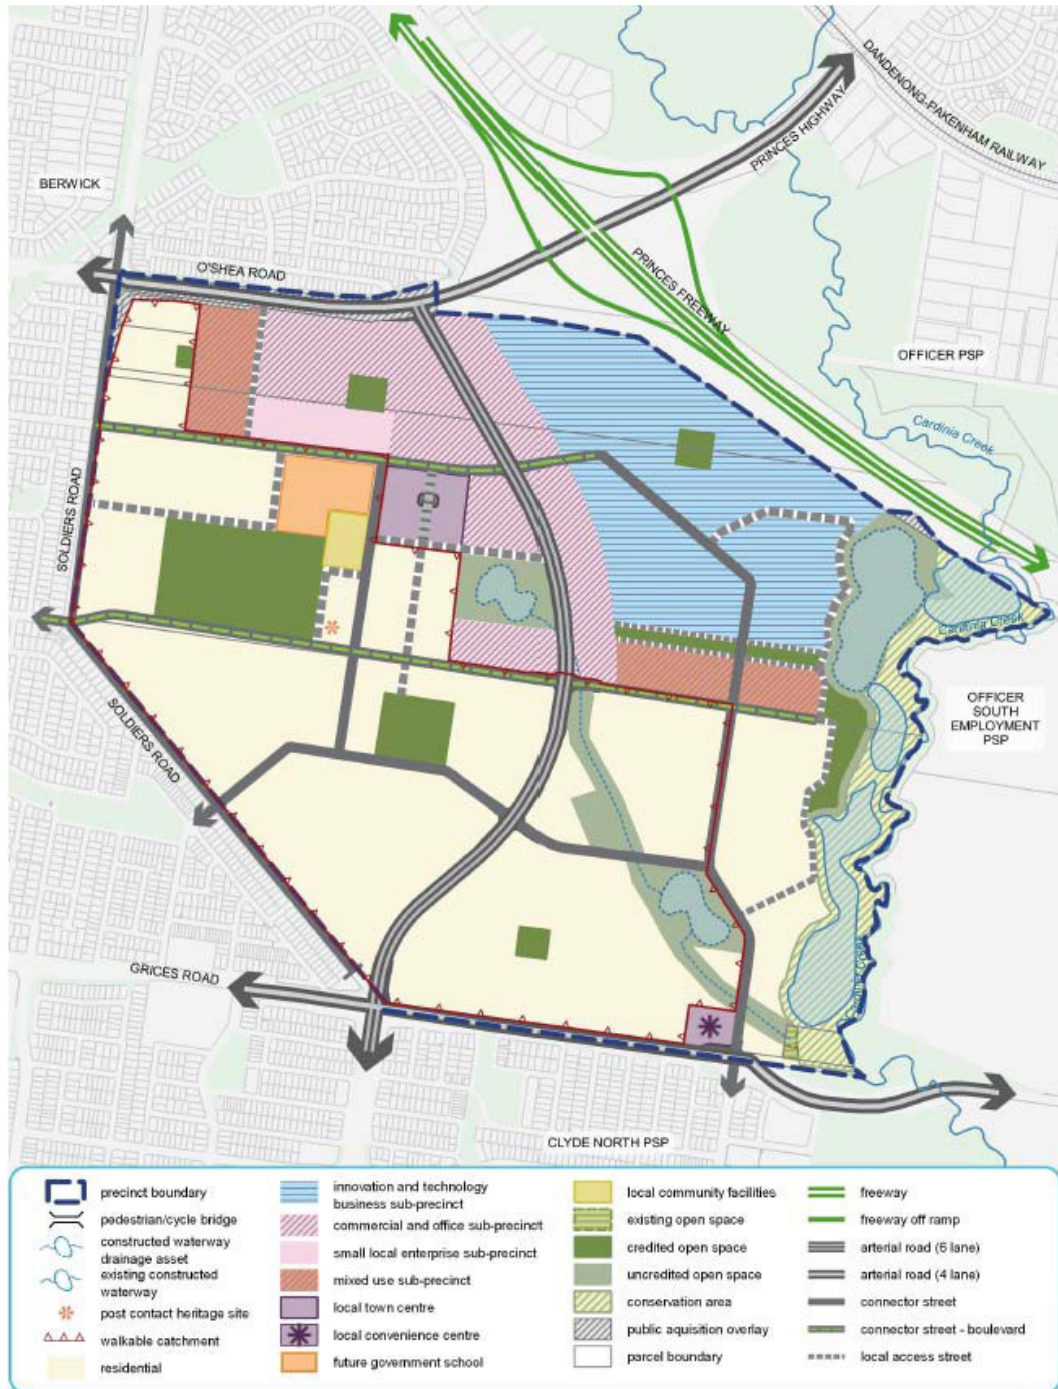 DANDENONG-PAKENHAM RAILWAY
PRINCES HIGHWAY
BERWICK
O'SHEA ROAD
PRINCES FREEWAY
OFFICER PSP
Cardinia Creek
SOLDIERS ROAD
Cardinia Creek
OFFICER
SOUTH
EMPLOYMENT
PSP
SOLDIERS ROAD
GRICES ROAD
Cardinia Creek
CLYDE NORTH PSP
precinct boundary
pedestrian/cycle bridge
constructed waterway
drainage asset
existing constructed
waterway
post contact heritage site
walkable catchment
residential
innovation and technology
business sub-precinct
commercial and office sub-precinct
small local enterprise sub-precinct
mixed use sub-precinct
local town centre
local convenience centre
future government school
local community facilities
existing open space
credited open space
uncredited open space
conservation area
public aquisition overlay
parcel boundary
freeway
freeway off ramp
arterial road (6 lane)
arterial road (4 lane)
connector street
connector street - boulevard
local access street